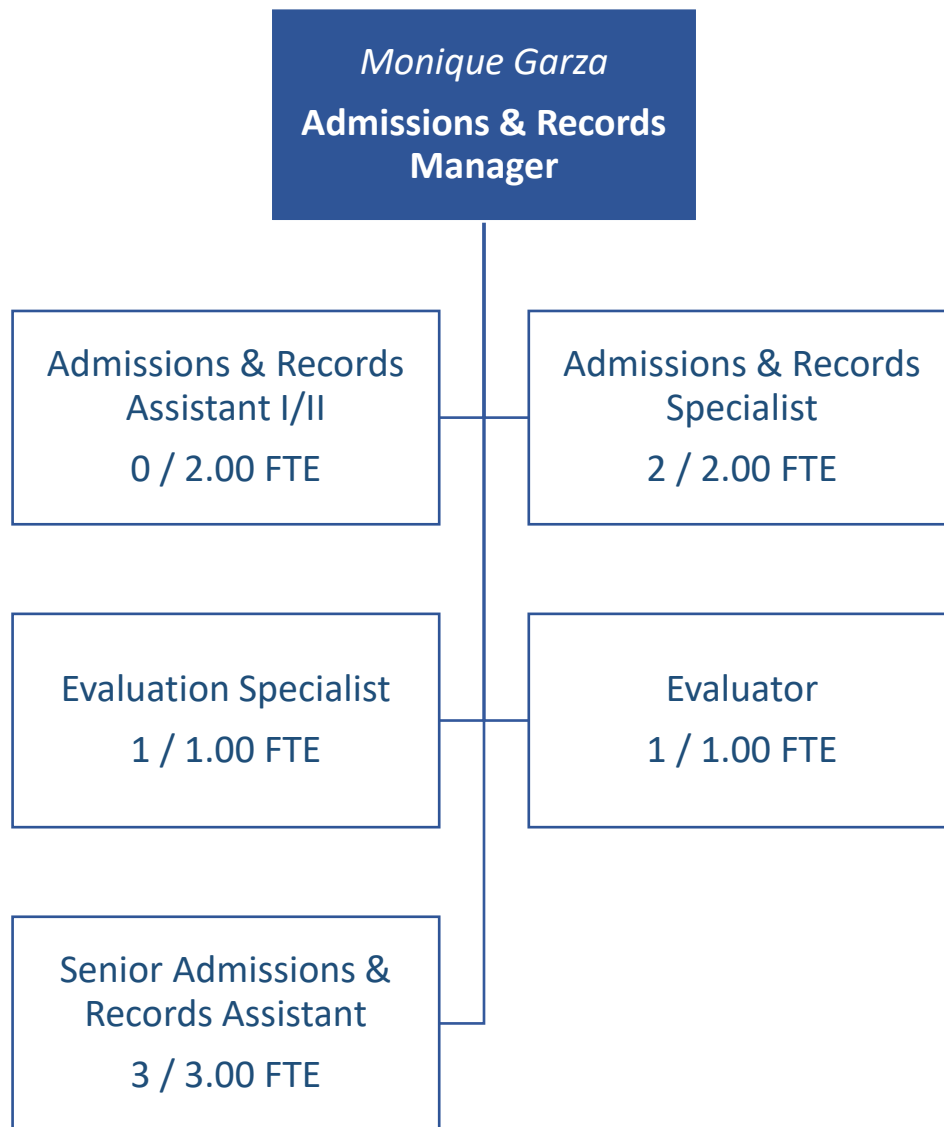 Monique Garza
Admissions & Records
Manager
Admissions & Records
Assistant I/II
0 / 2.00 FTE
Admissions & Records
Specialist
2 / 2.00 FTE
Evaluation Specialist
1 / 1.00 FTE
Evaluator
1 / 1.00 FTE
Senior Admissions &
Records Assistant
3 / 3.00 FTE